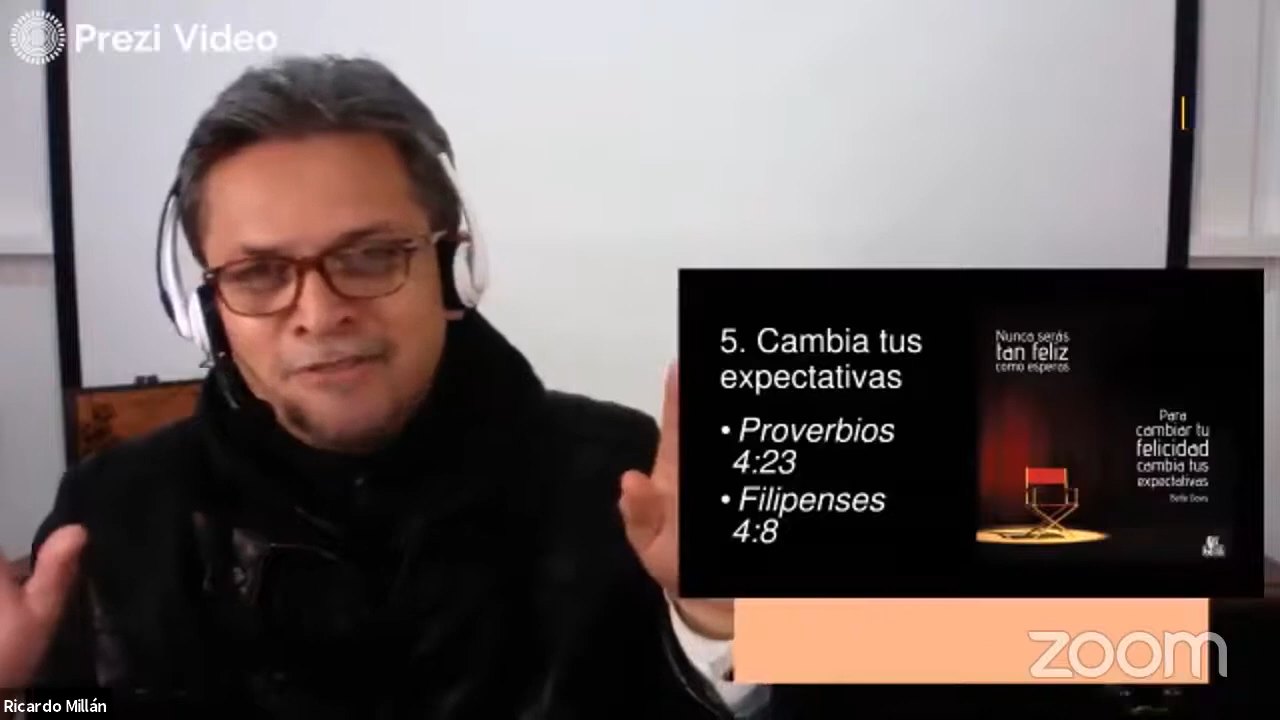 Prezi Video
5. Cambia tus
expectativas
• Proverbios
4:23
• Filipenses
4:8
Nunca serás
tan feliz
como esperas
Para
cambiar tu
felicidad
cambia tus
expectativas
Bette Davis
zoom
Ricardo Millán